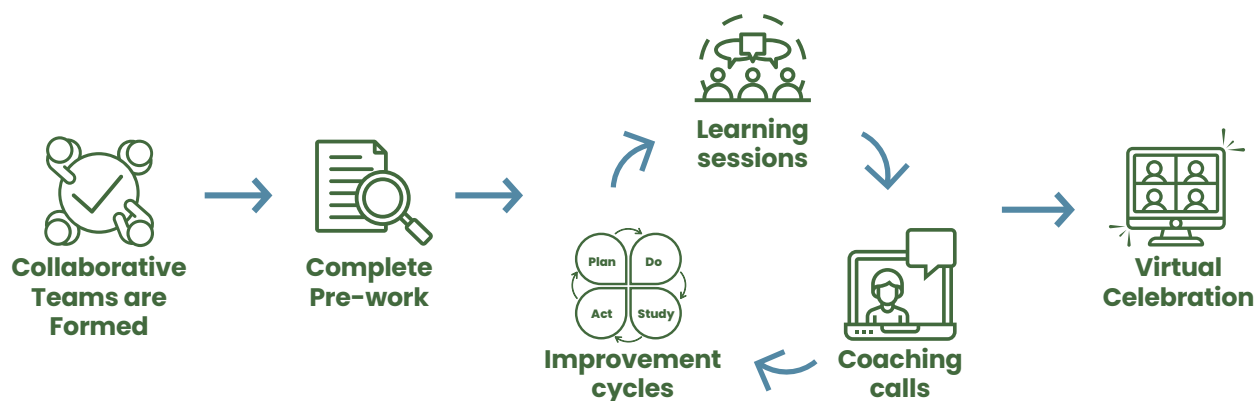 Collaborative
Teams are
Formed
Complete
Pre-work
Learning
sessions
Plan
Do
Act
Study
Improvement
cycles
Coaching
calls
Virtual
Celebration